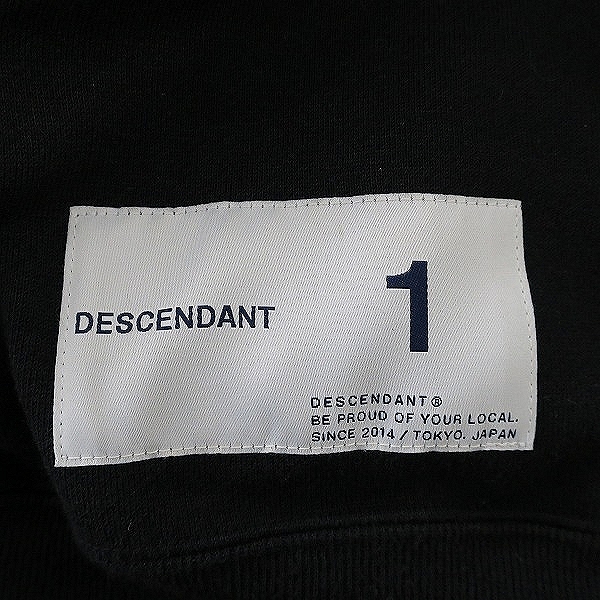 DESCENDANT
1
DESCENDANT®
BE PROUD OF YOUR LOCAL.
SINCE 2014 / TOKYO. JAPAN